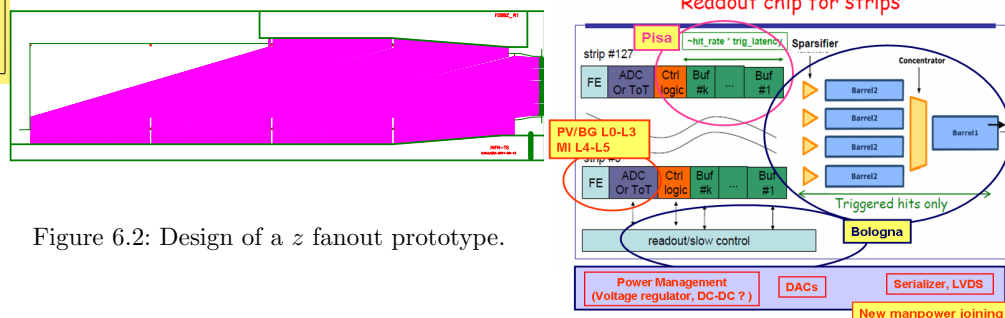 FSBBZ_A1
INFN-TS
Figure 6.2: Design of a z fanout prototype.
Readout chip for strips
Pisa
~hit_rate * trig_latency
Sparsifier
strip #127
Concentrator
FE
ADC
Or ToT
Ctrl
logic
Buf
#k
...
Buf
#1
Barrel2
Barrel2
Barrel2
Barrel2
Barrel1
PV/BG L0-L3
MI L4-L5
FE
ADC
Or ToT
Ctrl
logic
Buf
#k
...
Buf
#1
Triggered hits only
Bologna
readout/slow control
Power Management
(Voltage regulator, DC-DC ? )
DACs
Serializer, LVDS
New manpower joining